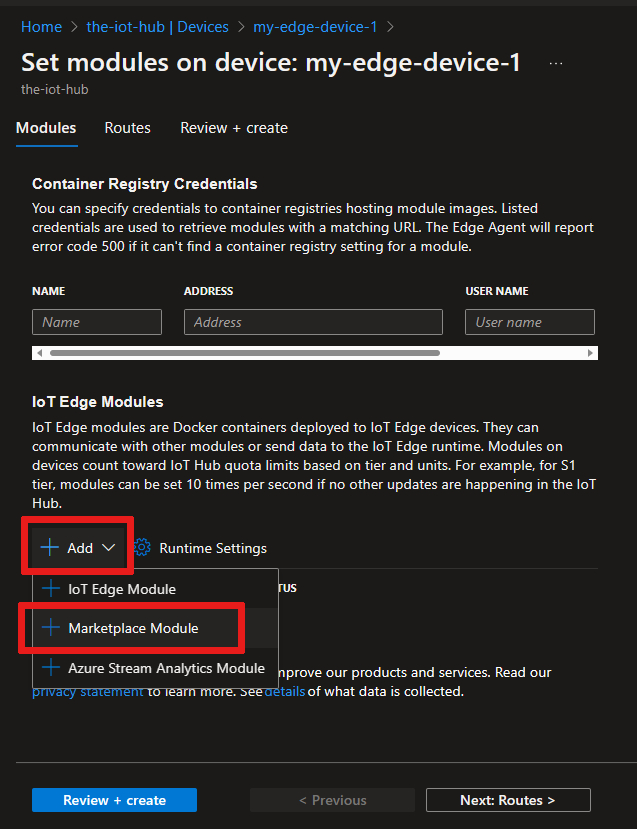 Home > the-iot-hub | Devices > my-edge-device-1 >
Set modules on device: my-edge-device-1 ...
the-iot-hub
Modules Routes Review + create
Container Registry Credentials
You can specify credentials to container registries hosting module images. Listed
credentials are used to retrieve modules with a matching URL. The Edge Agent will report
error code 500 if it can't find a container registry setting for a module.
NAME ADDRESS USER NAME
Name Address User name
IoT Edge Modules
IoT Edge modules are Docker containers deployed to IoT Edge devices. They can
communicate with other modules or send data to the IoT Edge runtime. Modules on
devices count toward IoT Hub quota limits based on tier and units. For example, for S1
tier, modules can be set 10 times per second if no other updates are happening in the IoT
Hub.
Add Runtime Settings
IoT Edge Module TUS
Marketplace Module
Azure Stream Analytics Module mprove our products and services. Read our
privacy statement to learn more. See details of what data is collected.
Review + create < Previous Next: Routes >